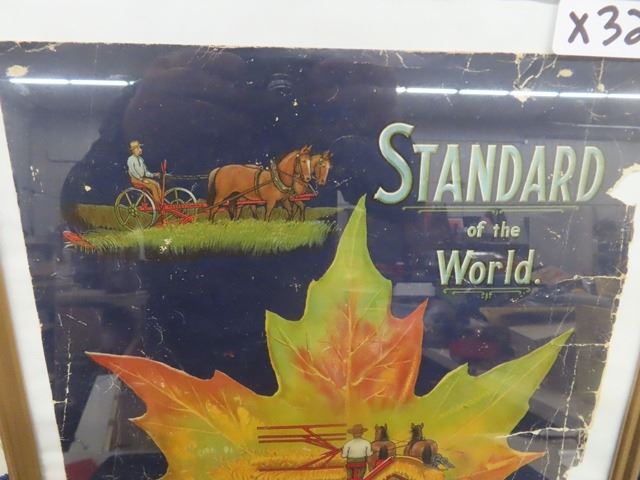 x32
STANDARD
of the
World.